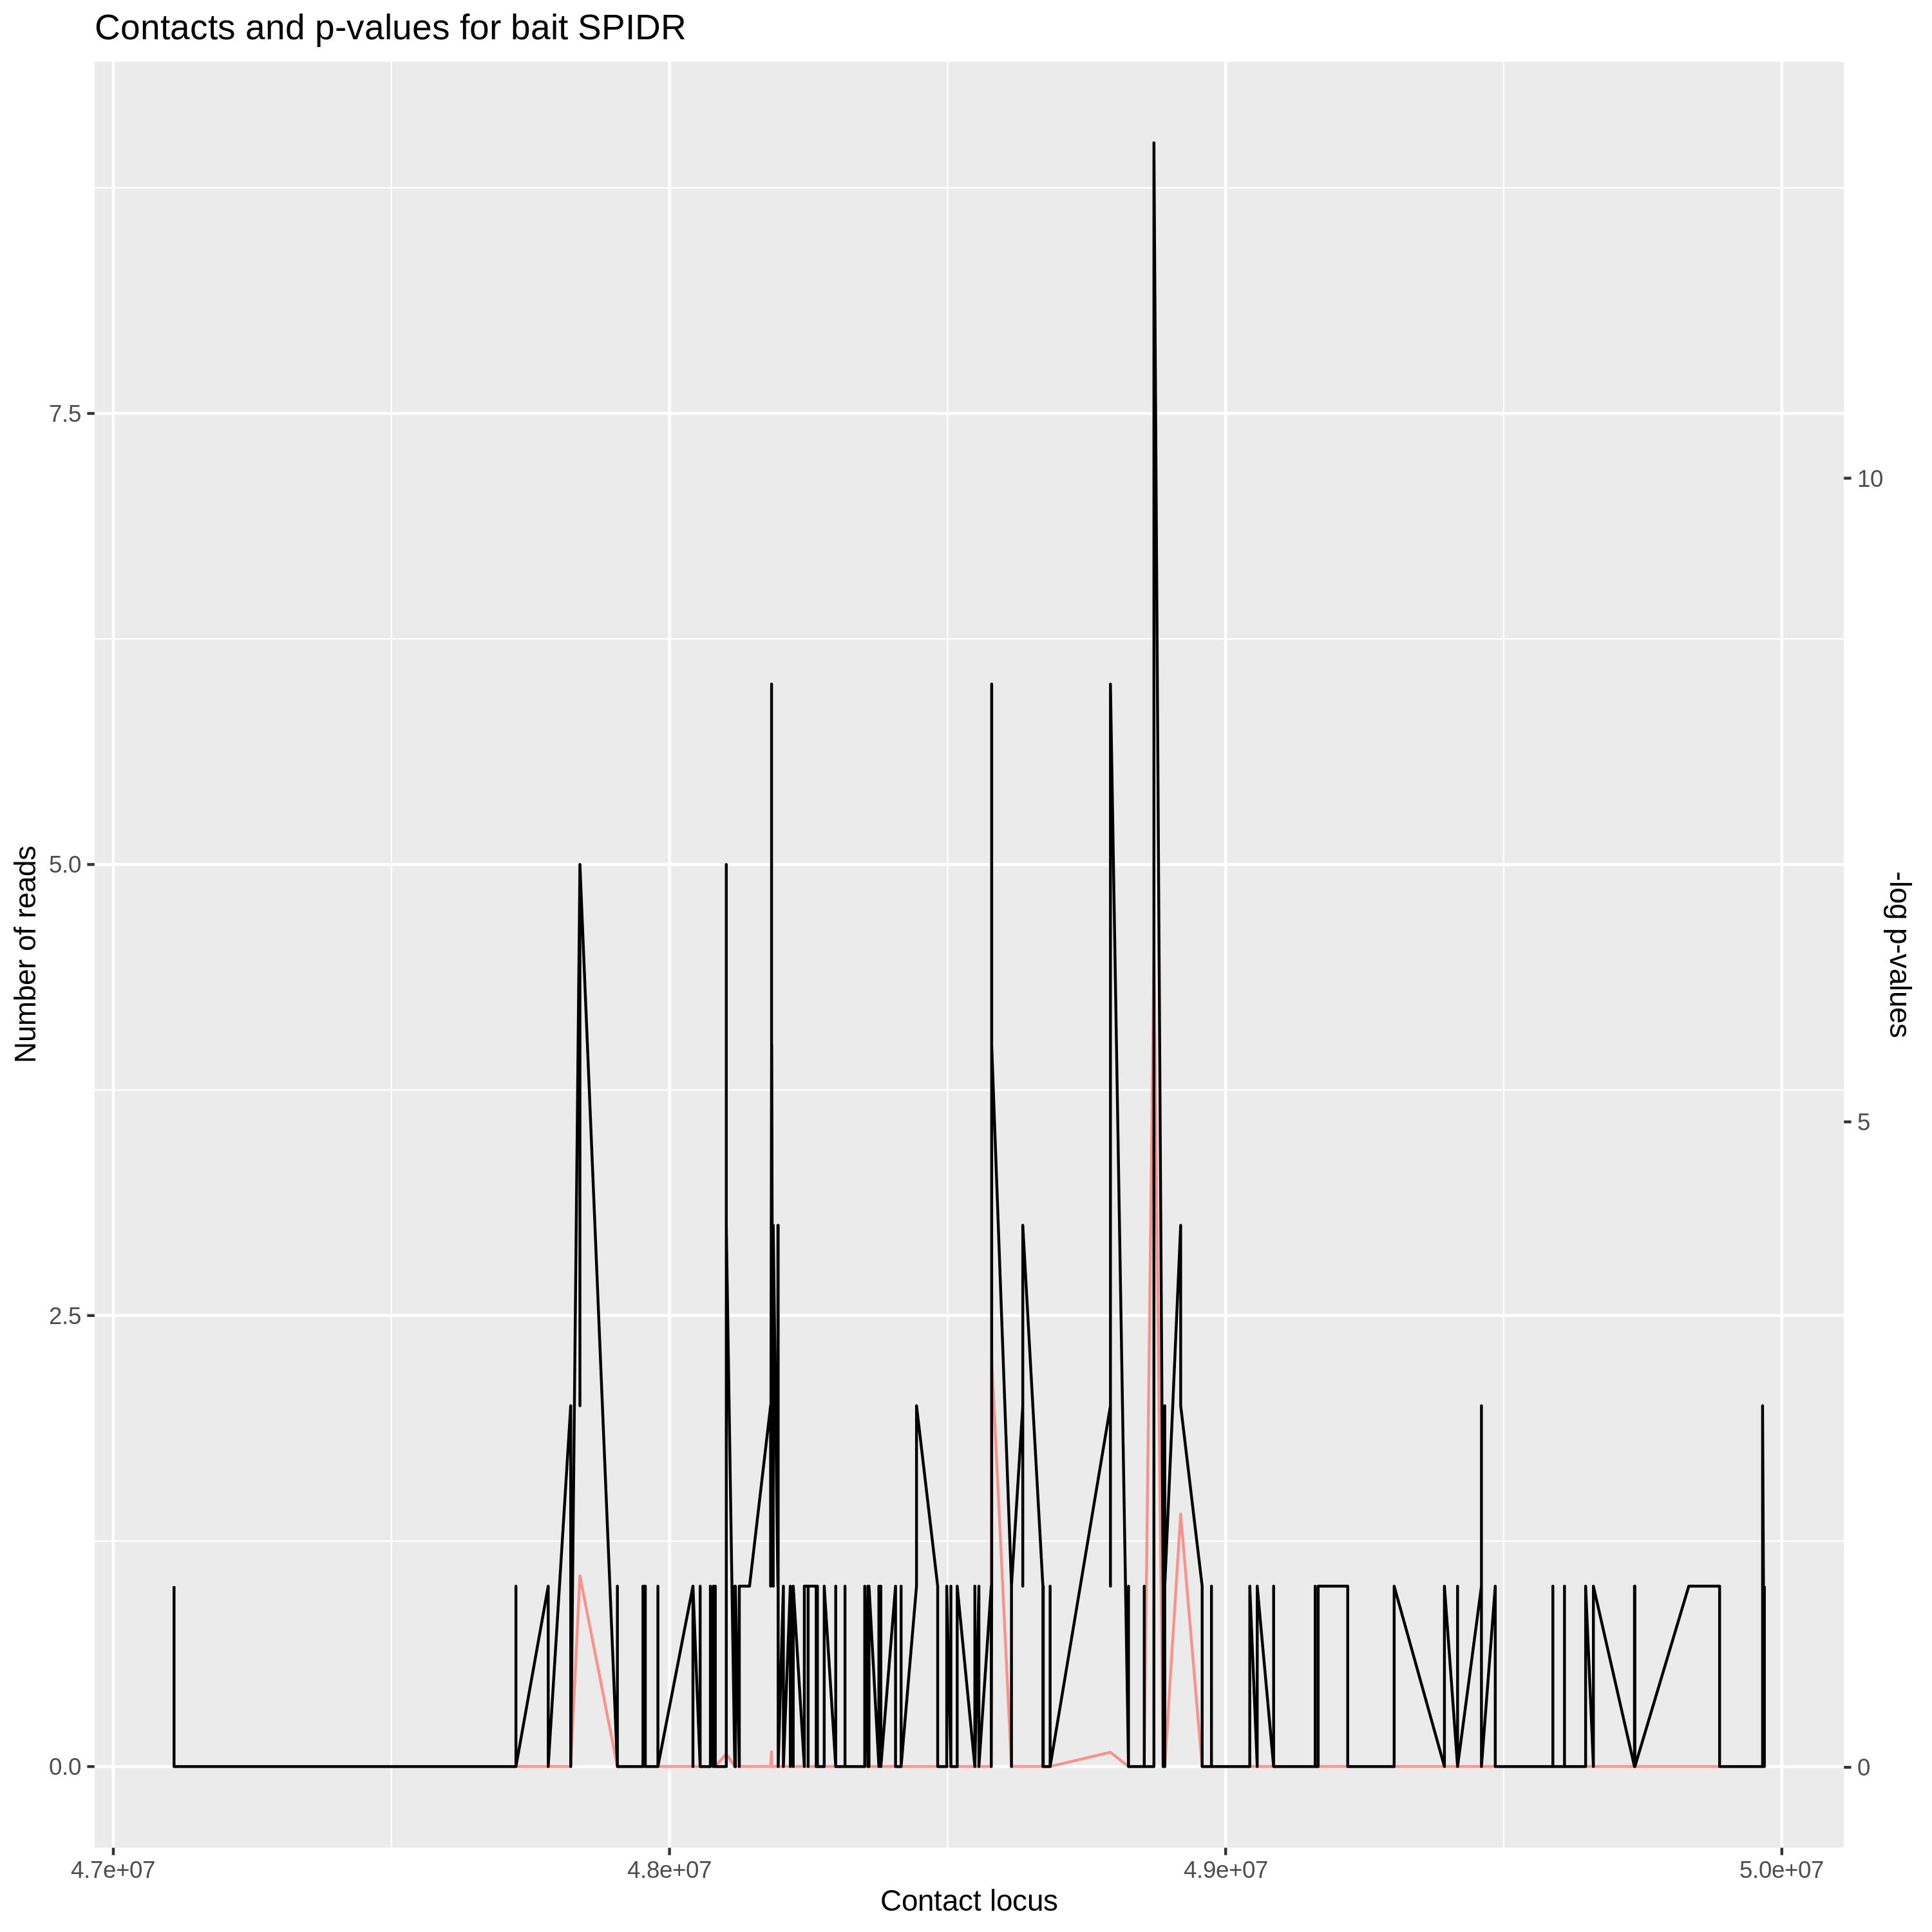 Contacts and p-values for bait SPIDR
Number of reads
7.5
5.0
2.5
0.0
10
5
0
-log p-values
4.7e+07
4.8e+07
4.9e+07
5.0e+07
Contact locus